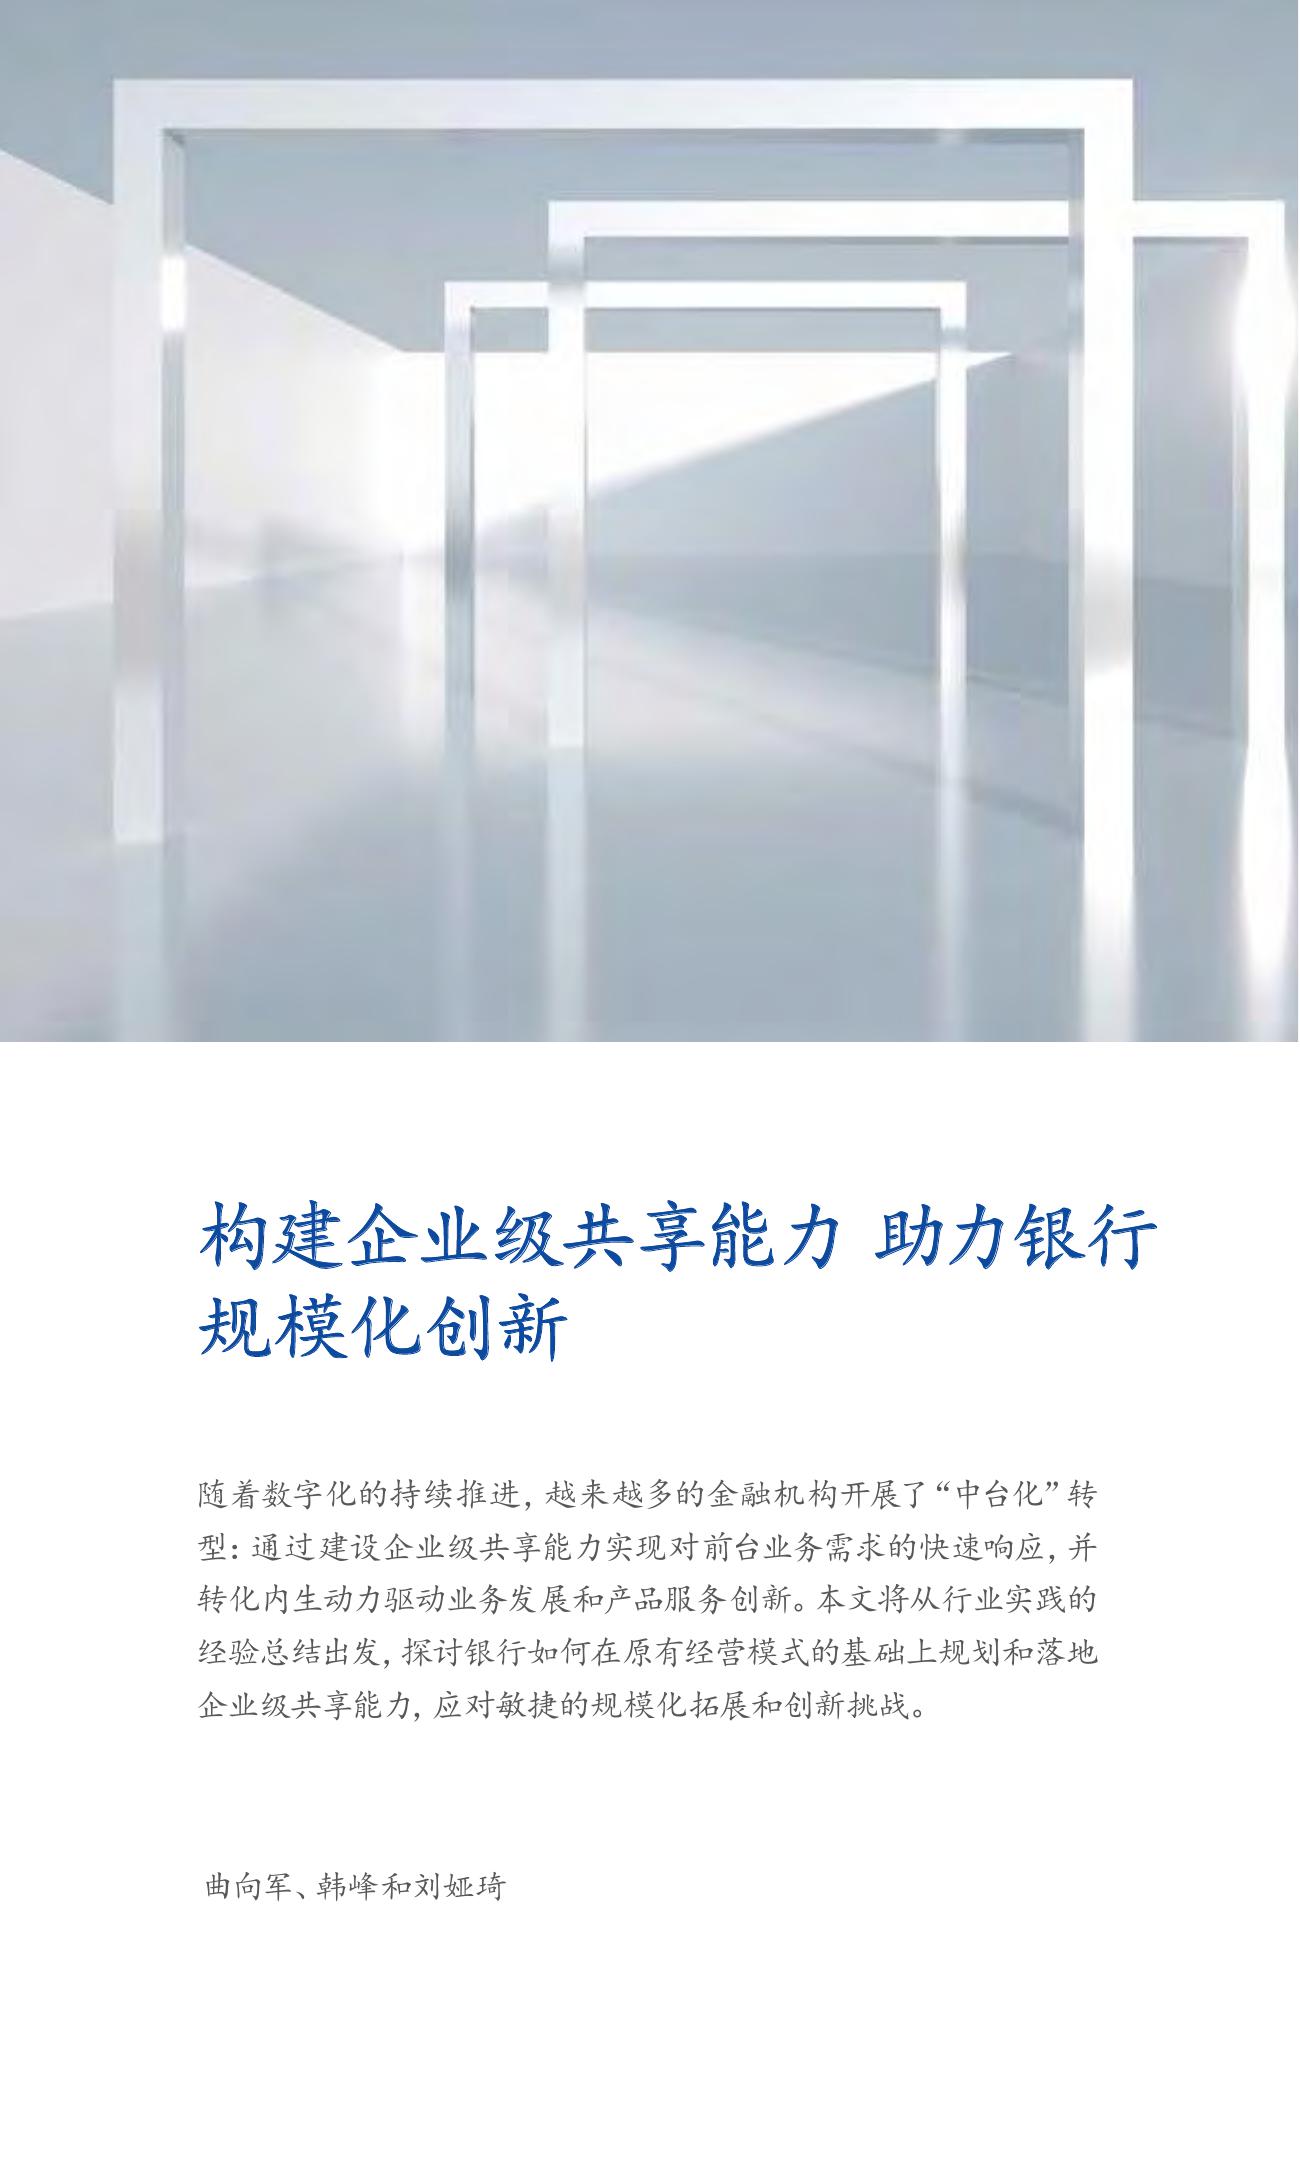 构建企业级共享能力 助力银行
规模化创新
随着数字化的持续推进，越来越多的金融机构开展了“中台化”转
型：通过建设企业级共享能力实现对前台业务需求的快速响应，并
转化内生动力驱动业务发展和产品服务创新。本文将从行业实践的
经验总结出发，探讨银行如何在原有经营模式的基础上规划和落地
企业级共享能力，应对敏捷的规模化拓展和创新挑战。
曲向军、韩峰和刘娅琦